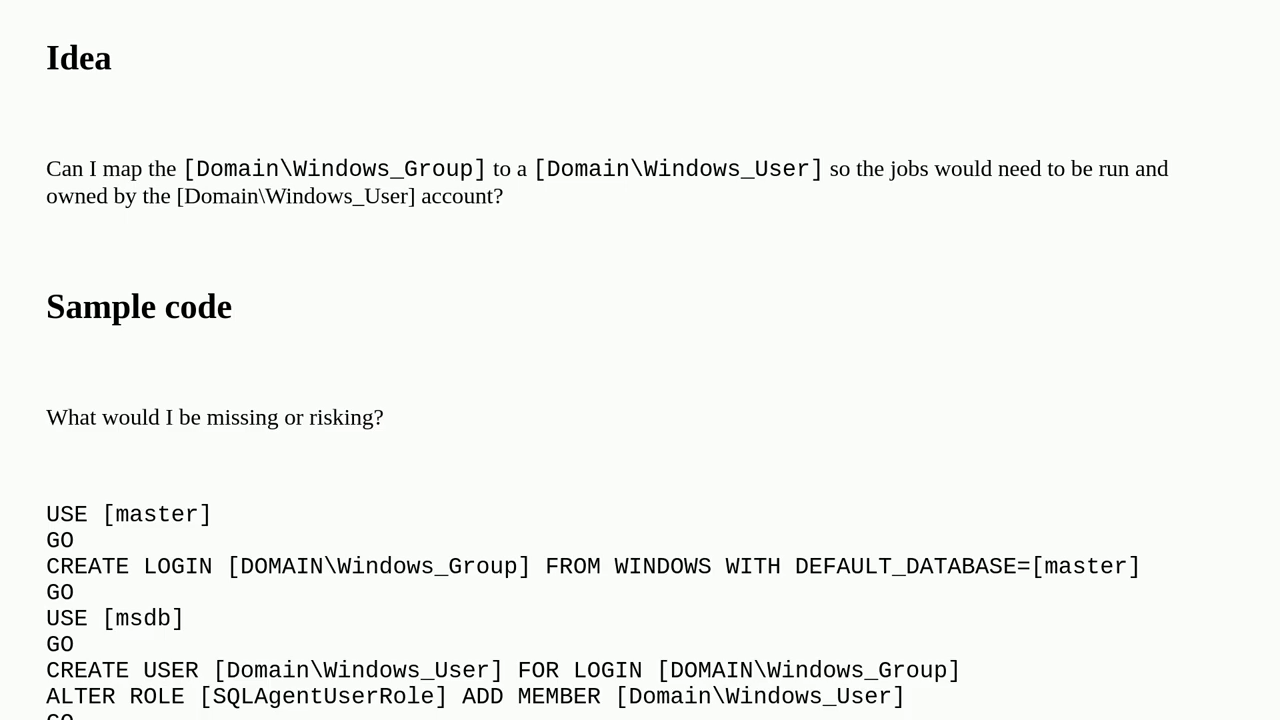 Idea
Can I map the [Domain\Windows_Group] to a [Domain\Windows_User] so the jobs would need to be run and
owned by the [Domain\Windows_User] account?
Sample code
What would I be missing or risking?
USE [master]
GO
CREATE LOGIN [DOMAIN\Windows_Group] FROM WINDOWS WITH DEFAULT_DATABASE=[master]
GO
USE [msdb]
GO
CREATE USER [Domain\Windows_User] FOR LOGIN [DOMAIN\Windows_Group]
ALTER ROLE [SQLAgentUserRole] ADD MEMBER [Domain\Windows_User]
GO